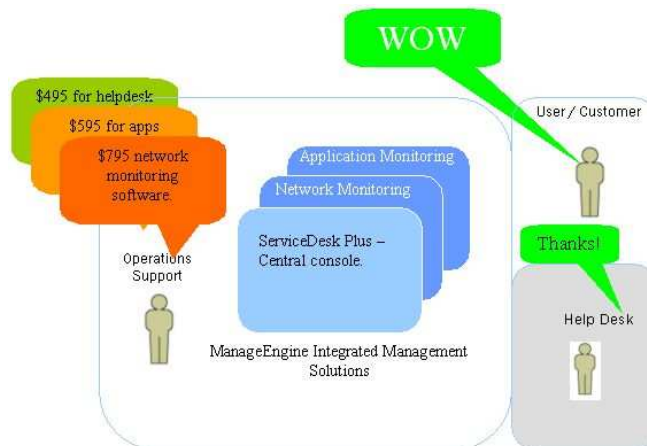 WOW
$495 for helpdesk
$595 for apps
$795 network
monitoring
software.
Operations
Support
Application Monitoring
Network Monitoring
ServiceDesk Plus –
Central console.
ManageEngine Integrated Management
Solutions
User / Customer
Thanks!
Help Desk